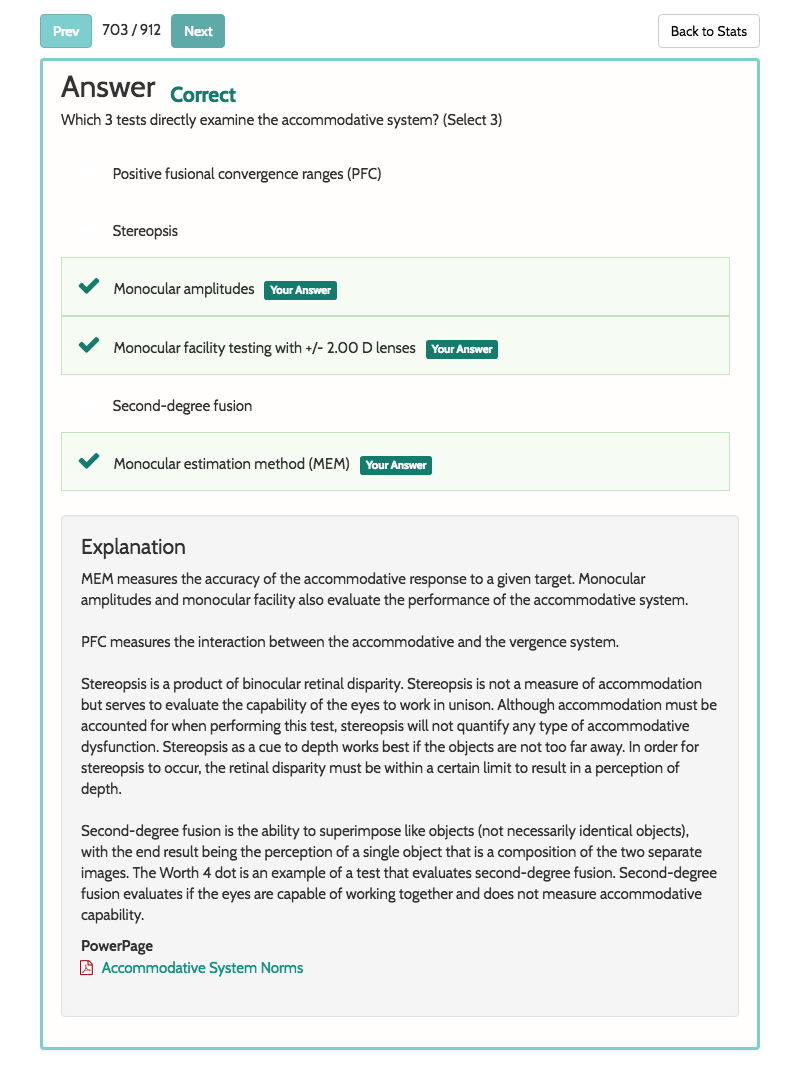 Prev 703 / 912 Next Back to Stats
Answer Correct
Which 3 tests directly examine the accommodative system? (Select 3)
Positive fusional convergence ranges (PFC)
Stereopsis
Monocular amplitudes Your Answer
Monocular facility testing with +/- 2.00 D lenses Your Answer
Second-degree fusion
Monocular estimation method (MEM) Your Answer
Explanation
MEM measures the accuracy of the accommodative response to a given target. Monocular
amplitudes and monocular facility also evaluate the performance of the accommodative system.
PFC measures the interaction between the accommodative and the vergence system.
Stereopsis is a product of binocular retinal disparity. Stereopsis is not a measure of accommodation
but serves to evaluate the capability of the eyes to work in unison. Although accommodation must be
accounted for when performing this test, stereopsis will not quantify any type of accommodative
dysfunction. Stereopsis as a cue to depth works best if the objects are not too far away. In order for
stereopsis to occur, the retinal disparity must be within a certain limit to result in a perception of
depth.
Second-degree fusion is the ability to superimpose like objects (not necessarily identical objects),
with the end result being the perception of a single object that is a composition of the two separate
images. The Worth 4 dot is an example of a test that evaluates second-degree fusion. Second-degree
fusion evaluates if the eyes are capable of working together and does not measure accommodative
capability.
PowerPage
Accommodative System Norms